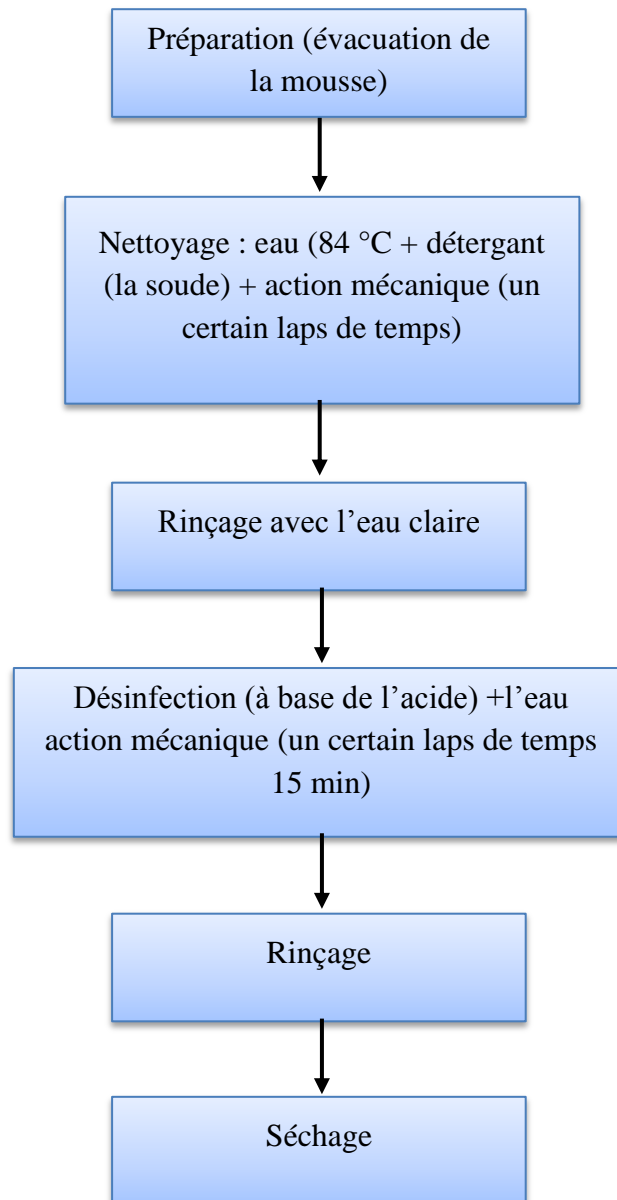 Préparation (évacuation de
la mousse)
Nettoyage : eau (84 °C + détergant
(la soude) + action mécanique (un
certain laps de temps)
Rinçage avec l’eau claire
Désinfection (à base de l’acide) +l’eau
action mécanique (un certain laps de temps
15 min)
Rinçage
Séchage